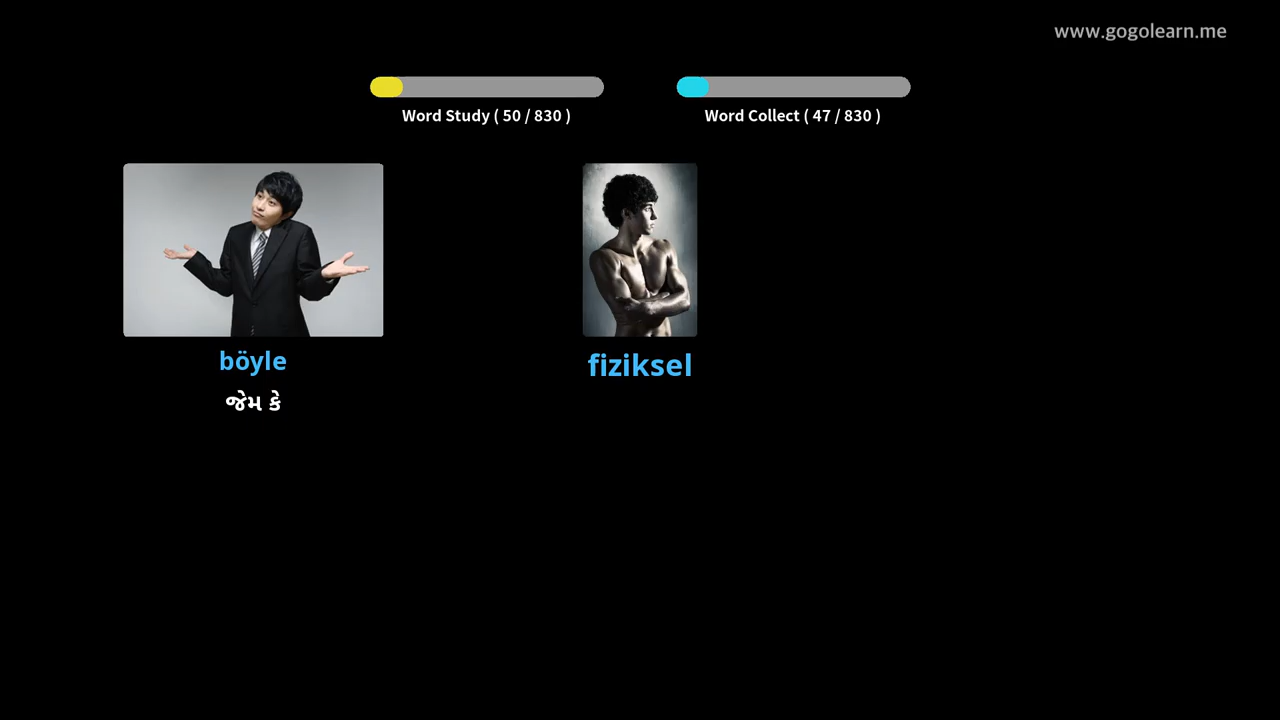 www.gogolearn.me
Word Study ( 50 / 830 )
Word Collect ( 47 / 830 )
böyle
fiziksel
જેમ કે